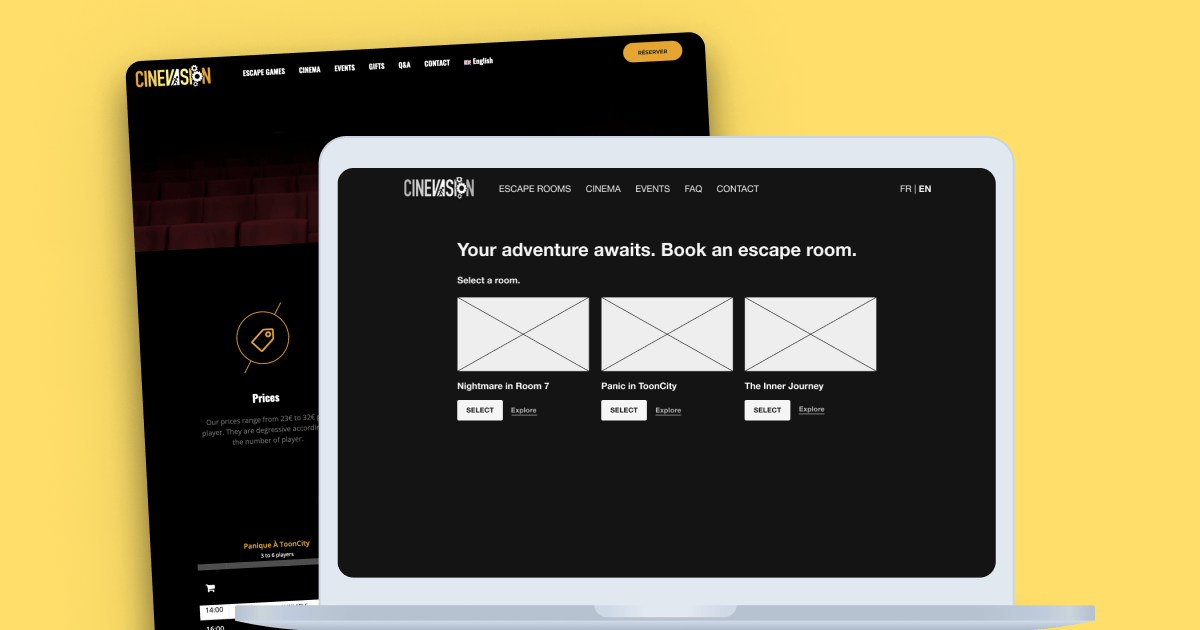 CINEVASION
ESCAPE GAMES CINEMA EVENTS GIFTS Q&A CONTACT English
RÉSERVER
Prices
Our prices range from 23€ to 32€
player. They are degressive
the number of player.
Panique À ToonCity
3 to 6 players
14:00
16:00
CINEVASION
ESCAPE ROOMS CINEMA EVENTS FAQ CONTACT
FR | EN
Your adventure awaits. Book an escape room.
Select a room.
Nightmare in Room 7
SELECT Explore
Panic in ToonCity
SELECT Explore
The Inner Journey
SELECT Explore